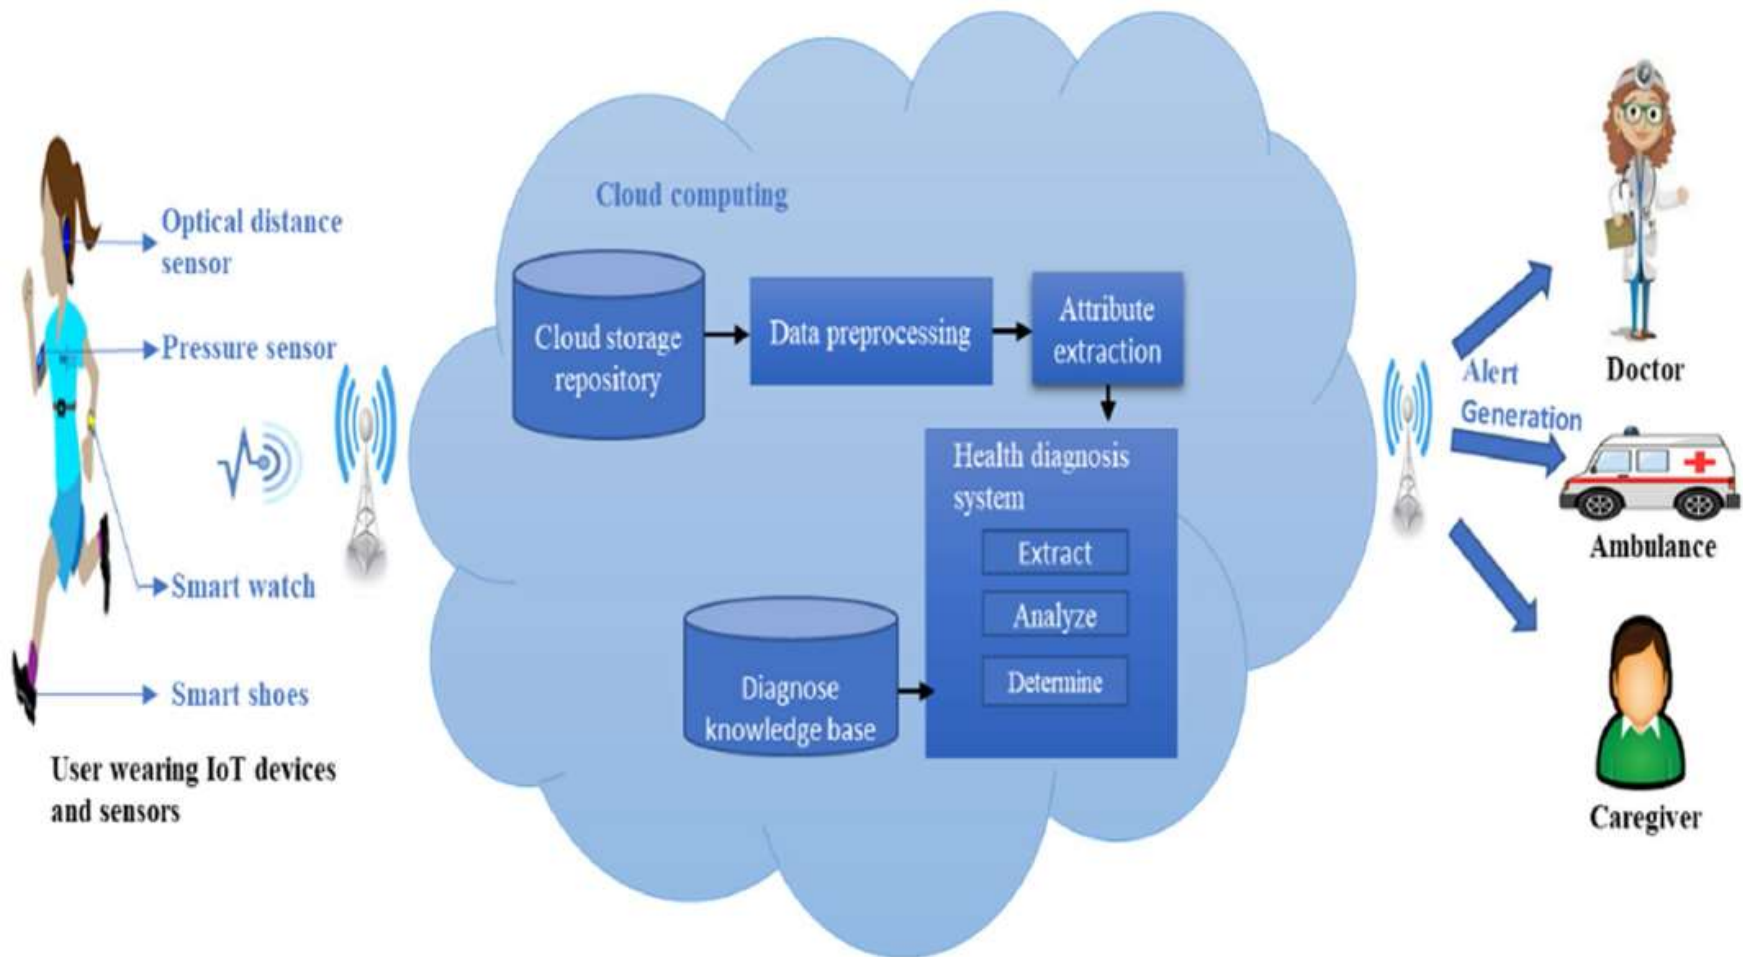 Optical distance
sensor
Pressure sensor
Smart watch
Smart shoes
User wearing IoT devices
and sensors
Cloud computing
Cloud storage
repository
Data preprocessing
Attribute
extraction
Health diagnosis
system
Extract
Analyze
Determine
Diagnose
knowledge base
Alert
Generation
Doctor
Ambulance
Caregiver